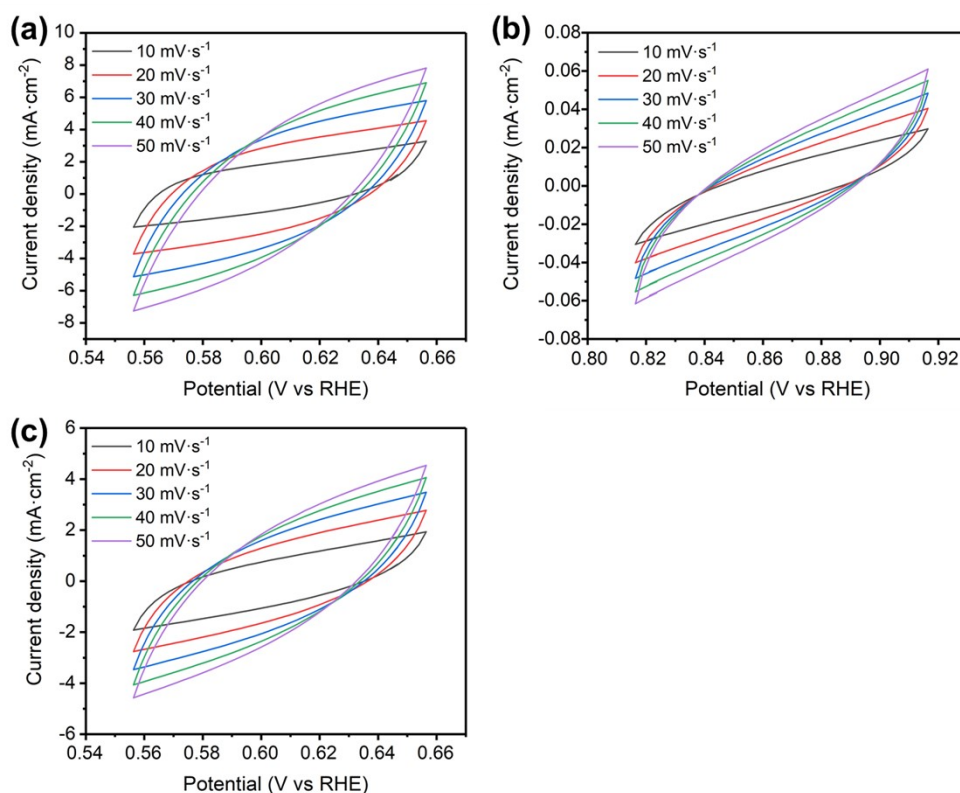 (a)
10 mV·s⁻¹
20 mV·s⁻¹
30 mV·s⁻¹
40 mV·s⁻¹
50 mV·s⁻¹
10
8
6
4
2
0
-2
-4
-6
-8
Current density (mA·cm⁻²)
0.54 0.56 0.58 0.60 0.62 0.64 0.66
Potential (V vs RHE)
(b)
10 mV·s⁻¹
20 mV·s⁻¹
30 mV·s⁻¹
40 mV·s⁻¹
50 mV·s⁻¹
0.08
0.06
0.04
0.02
0.00
-0.02
-0.04
-0.06
-0.08
Current density (mA·cm⁻²)
0.80 0.82 0.84 0.86 0.88 0.90 0.92
Potential (V vs RHE)
(c)
10 mV·s⁻¹
20 mV·s⁻¹
30 mV·s⁻¹
40 mV·s⁻¹
50 mV·s⁻¹
6
4
2
0
-2
-4
-6
Current density (mA·cm⁻²)
0.54 0.56 0.58 0.60 0.62 0.64 0.66
Potential (V vs RHE)